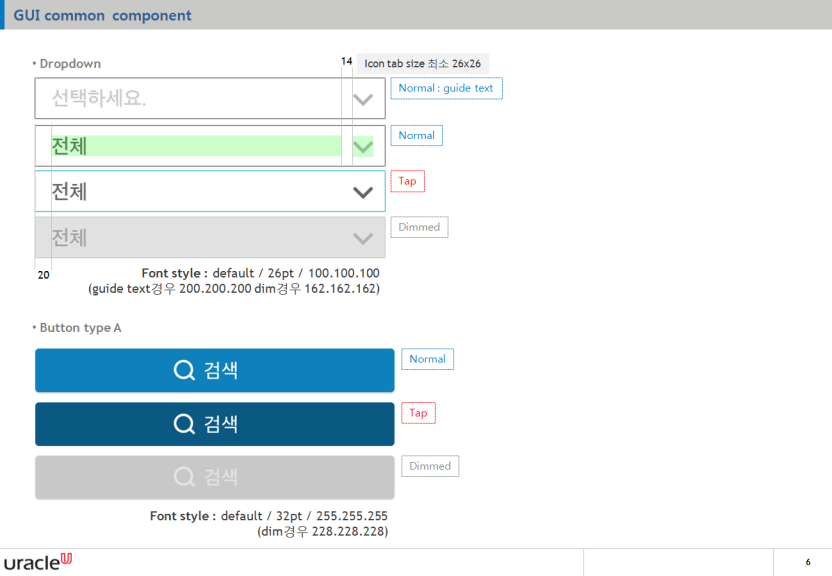 GUI common component
• Dropdown
14
Icon tab size 최소 26x26
선택하세요.
Normal : guide text
전체
Normal
전체
Tap
전체
Dimmed
20
Font style : default / 26pt / 100.100.100
(guide text경우 200.200.200 dim경우 162.162.162)
• Button type A
검색
Normal
검색
Tap
검색
Dimmed
Font style : default / 32pt / 255.255.255
(dim경우 228.228.228)
uracle
6